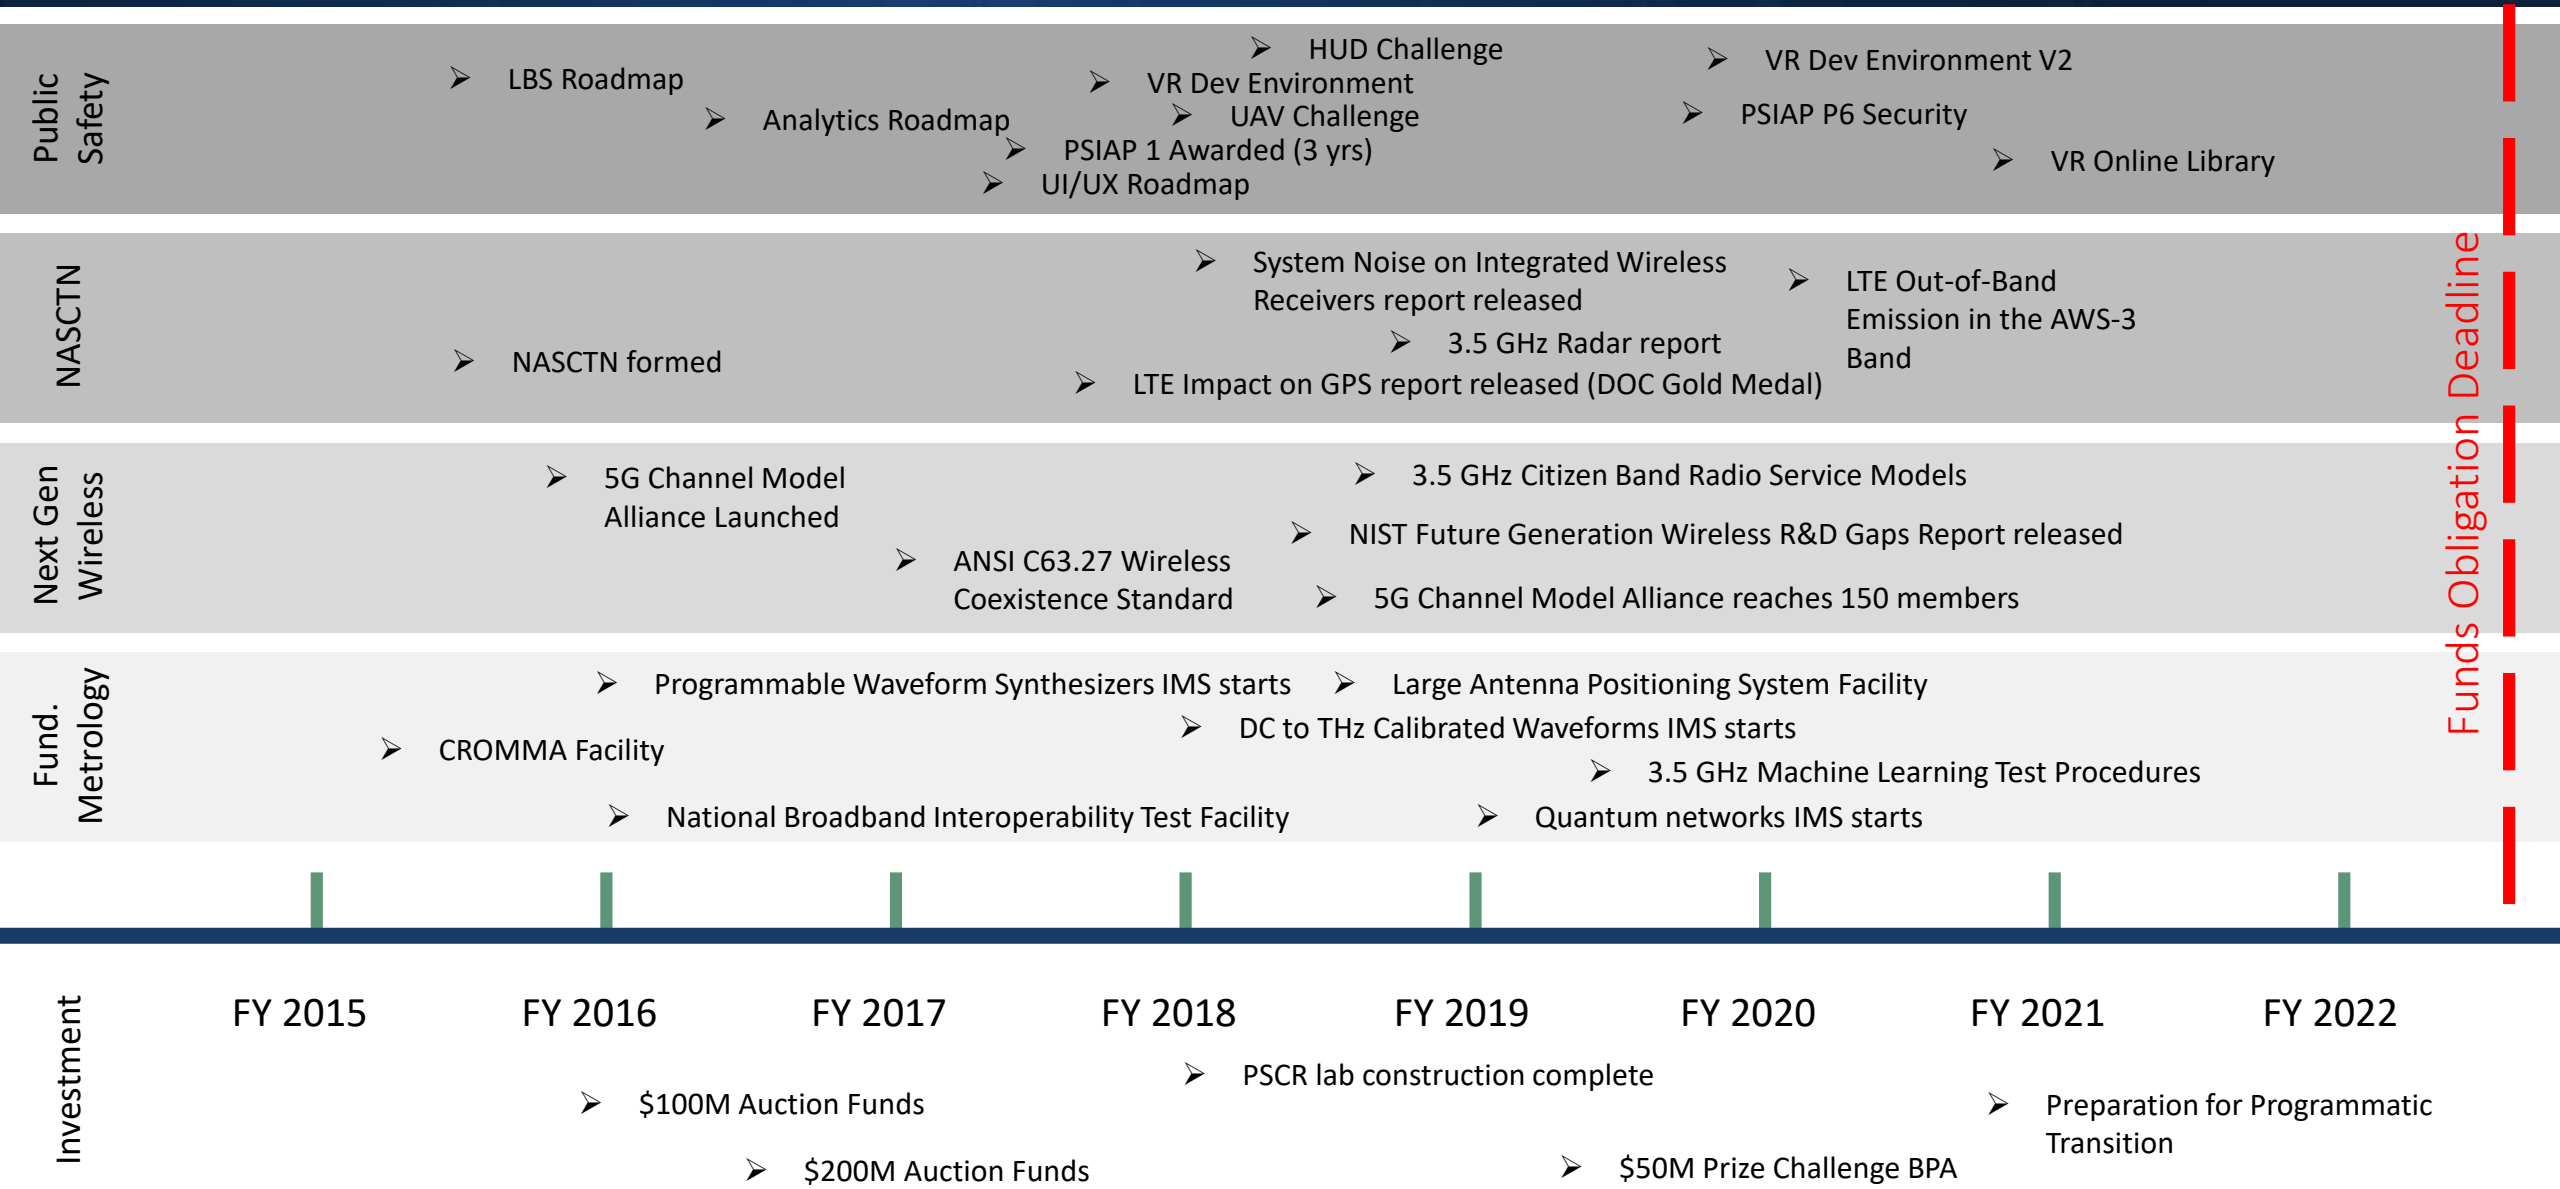 Public
Safety
HUD Challenge
LBS Roadmap
VR Dev Environment
VR Dev Environment V2
Analytics Roadmap
UAV Challenge
PSIAP P6 Security
PSIAP 1 Awarded (3 yrs)
VR Online Library
UI/UX Roadmap
NASCTN
System Noise on Integrated Wireless
Receivers report released
LTE Out-of-Band
Emission in the AWS-3
Band
3.5 GHz Radar report
NASCTN formed
LTE Impact on GPS report released (DOC Gold Medal)
Next Gen
Wireless
5G Channel Model
Alliance Launched
3.5 GHz Citizen Band Radio Service Models
NIST Future Generation Wireless R&D Gaps Report released
ANSI C63.27 Wireless
Coexistence Standard
5G Channel Model Alliance reaches 150 members
Fund.
Metrology
Programmable Waveform Synthesizers IMS starts
Large Antenna Positioning System Facility
DC to THz Calibrated Waveforms IMS starts
CROMMA Facility
3.5 GHz Machine Learning Test Procedures
National Broadband Interoperability Test Facility
Quantum networks IMS starts
Funds Obligation Deadline
FY 2015
FY 2016
FY 2017
FY 2018
FY 2019
FY 2020
FY 2021
FY 2022
Investment
PSCR lab construction complete
$100M Auction Funds
Preparation for Programmatic
Transition
$200M Auction Funds
$50M Prize Challenge BPA